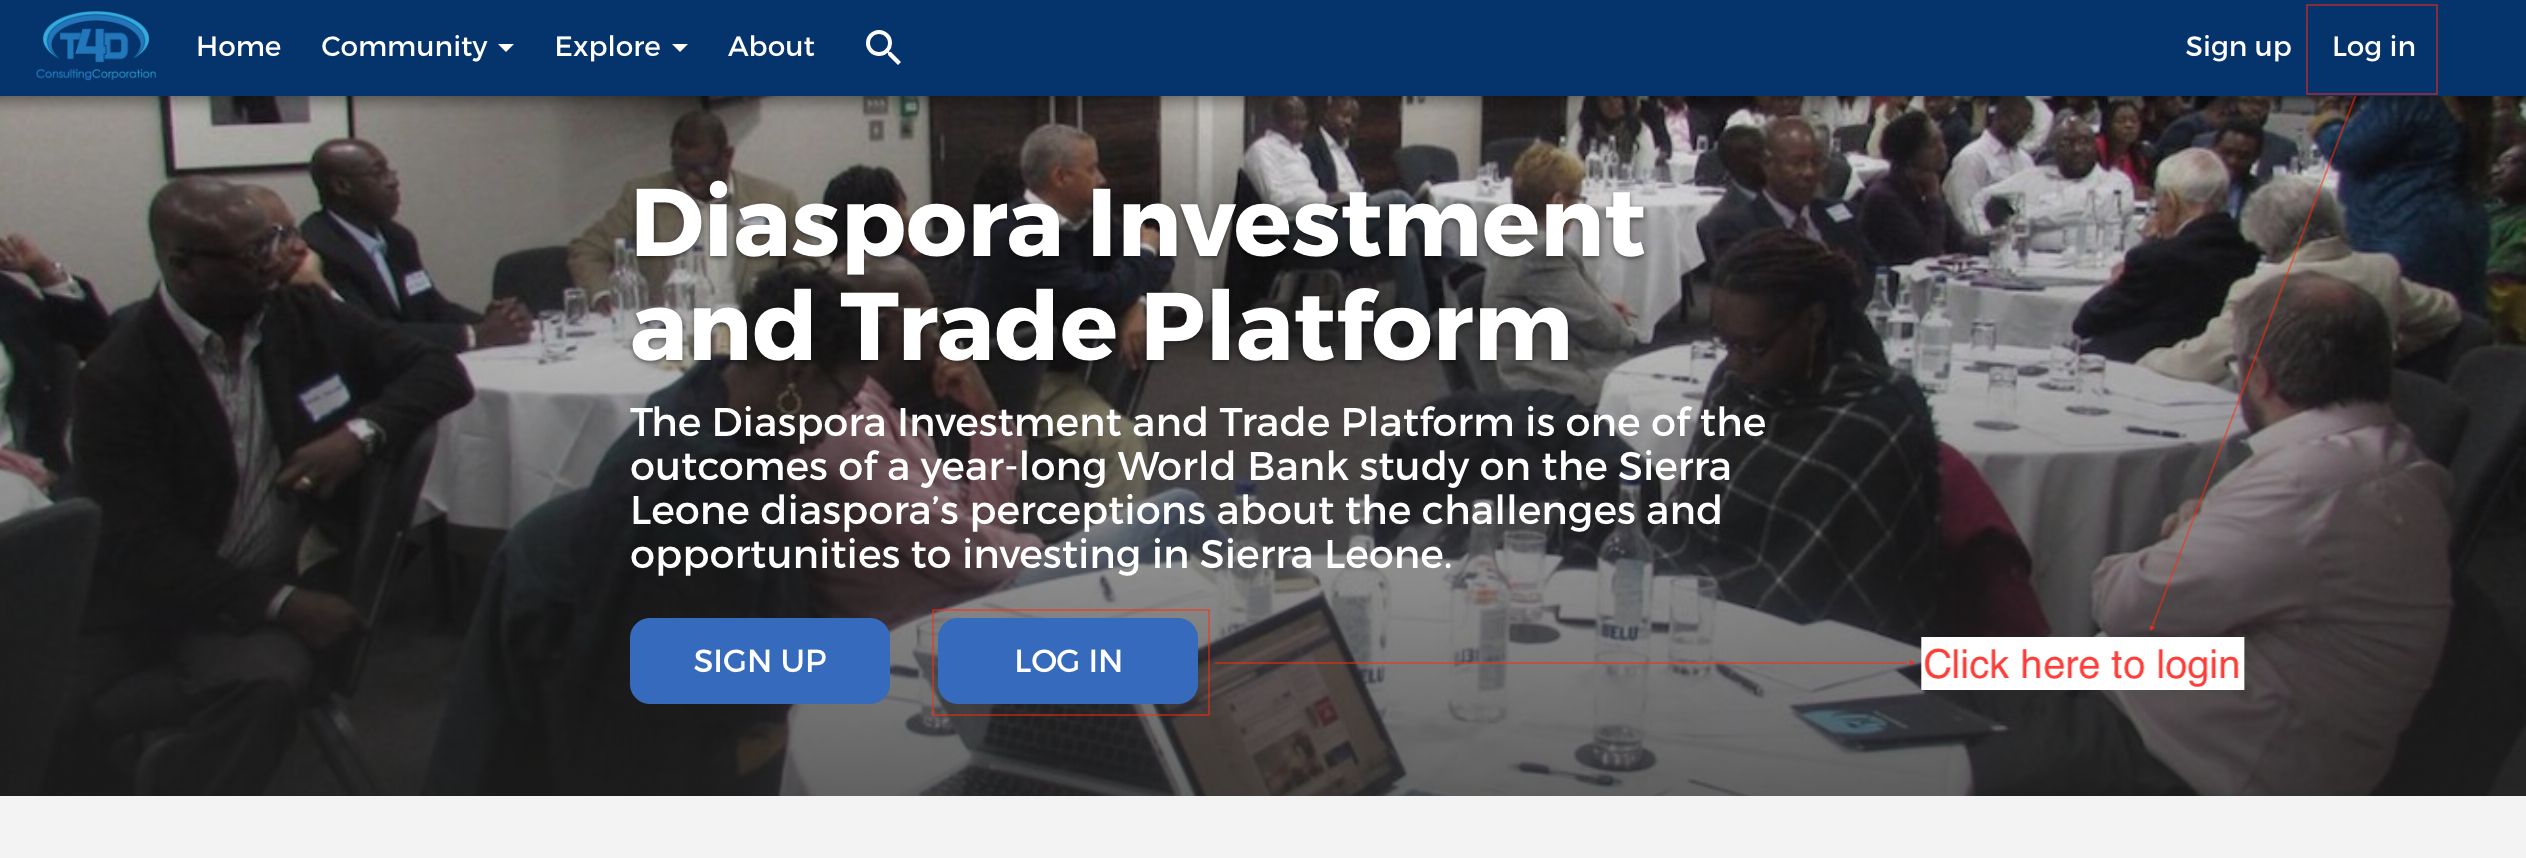 T4D
ConsultingCorporation
Home
Community
Explore
About
Sign up
Log in
Diaspora Investment
and Trade Platform
The Diaspora Investment and Trade Platform is one of the
outcomes of a year-long World Bank study on the Sierra
Leone diaspora’s perceptions about the challenges and
opportunities to investing in Sierra Leone.
SIGN UP
LOG IN
Click here to login
BELU